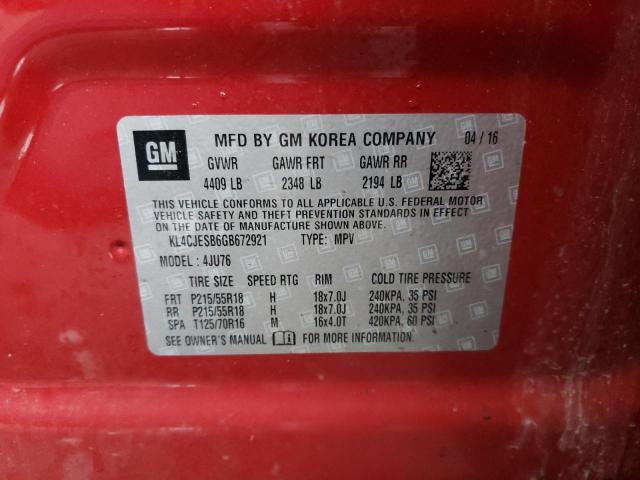 GM
MFD BY GM KOREA COMPANY 04 / 16
GVWR GAWR FRT GAWR RR
4409 LB 2348 LB 2194 LB
THIS VEHICLE CONFORMS TO ALL APPLICABLE U.S. FEDERAL MOTOR
VEHICLE SAFETY AND THEFT PREVENTION STANDARDS IN EFFECT
ON THE DATE OF MANUFACTURE SHOWN ABOVE.
KL4CJESB6GB672921 TYPE: MPV
MODEL : 4JU76
TIRE SIZE SPEED RTG RIM COLD TIRE PRESSURE
FRT P215/55R18 H 18x7.0J 240KPA, 35 PSI
RR P215/55R18 H 18x7.0J 240KPA, 35 PSI
SPA T125/70R16 M 16x4.0T 420KPA, 60 PSI
SEE OWNER'S MANUAL FOR MORE INFORMATION.